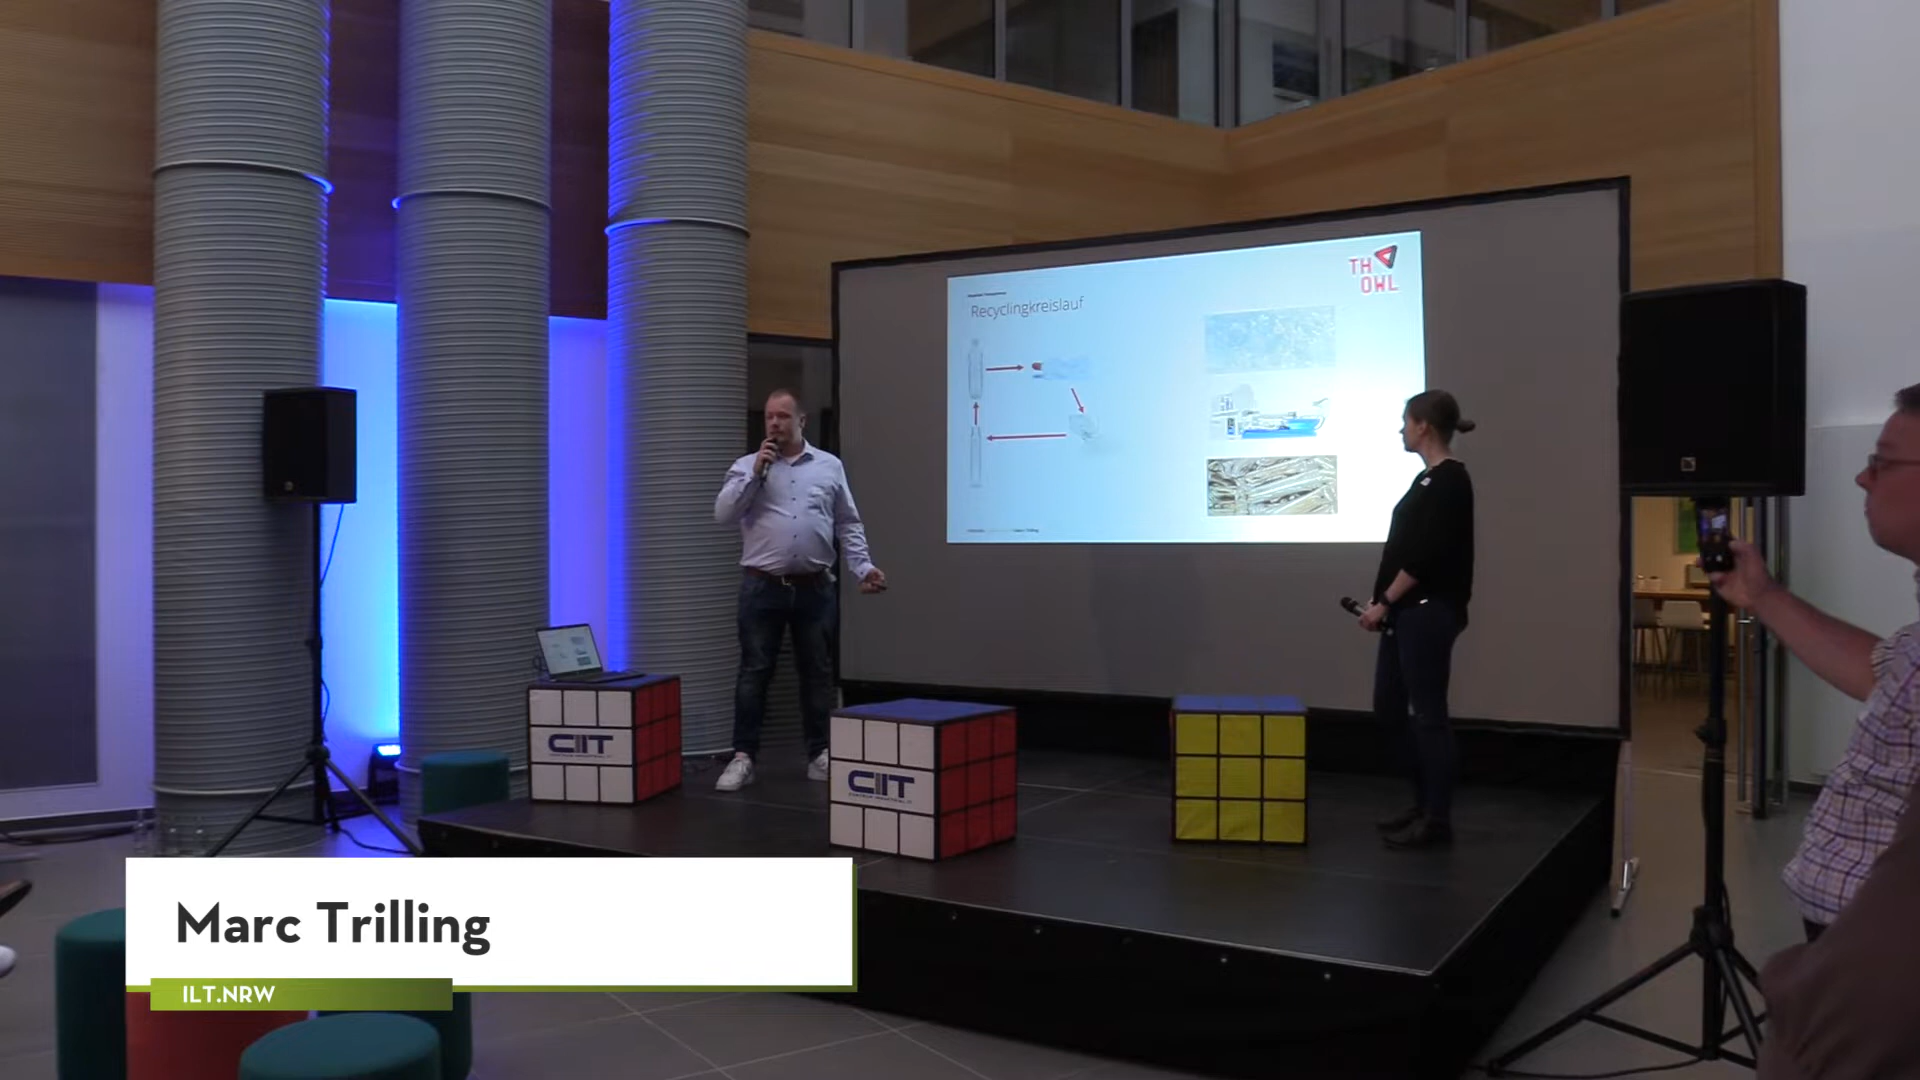 TH
OWL
Recyclingkreislauf
CIIT
CIIT
Marc Trilling
ILT.NRW